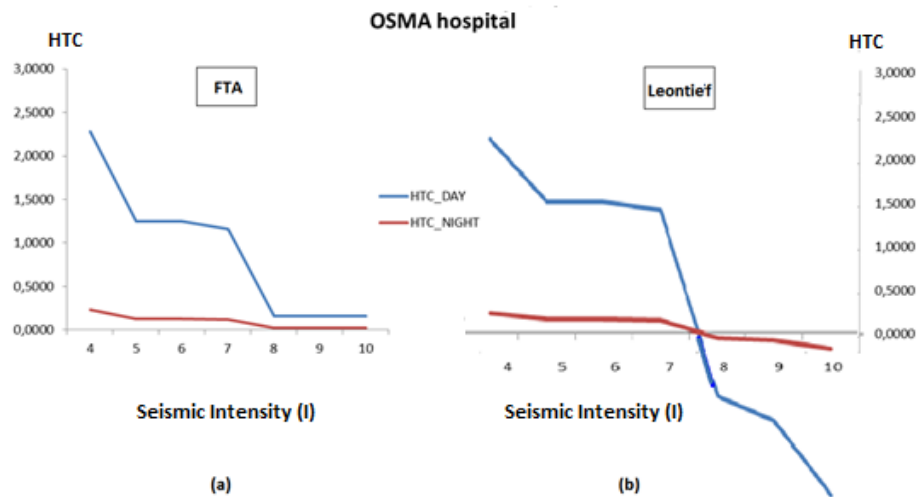 OSMA hospital
HTC
HTC
FTA
Leontief
3,0000
2,5000
2,0000
1,5000
1,0000
0,5000
0,0000
4 5 6 7 8 9 10
HTC_DAY
HTC_NIGHT
3,0000
2,5000
2,0000
1,5000
1,0000
0,5000
0,0000
4 5 6 7 8 9 10
Seismic Intensity (I)
Seismic Intensity (I)
(a)
(b)